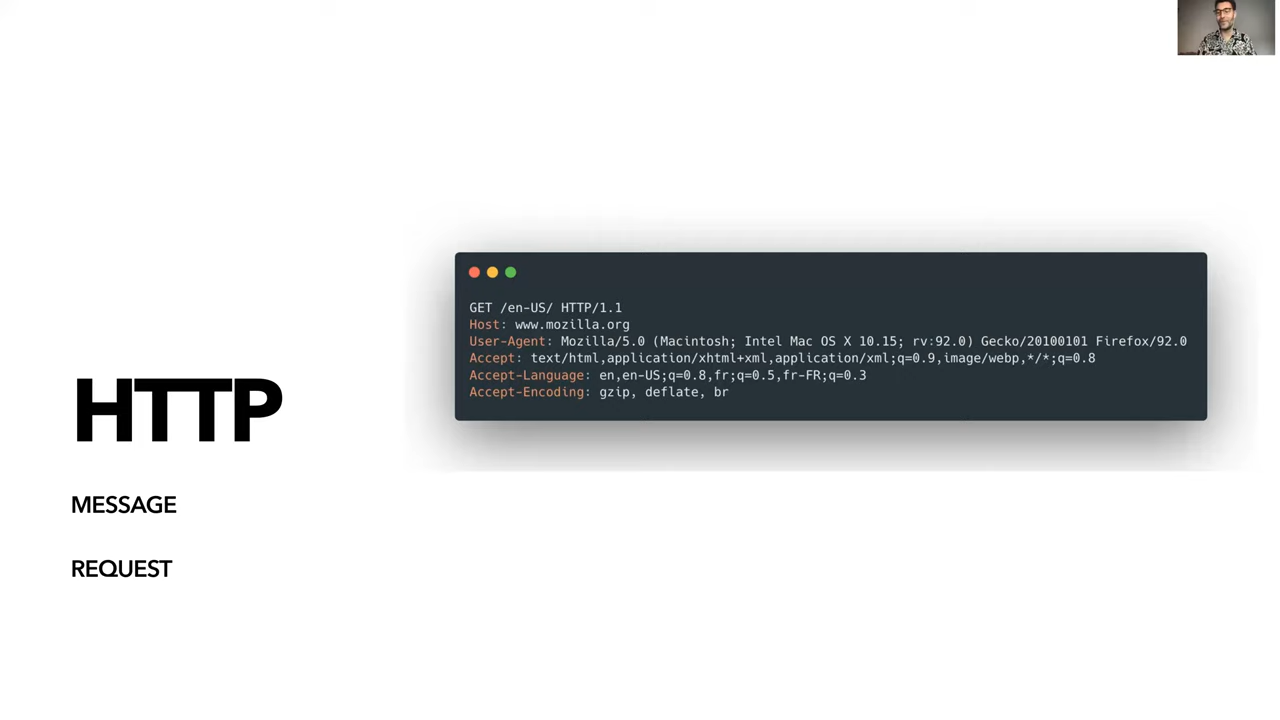 HTTP
MESSAGE
REQUEST
GET /en-US/ HTTP/1.1
Host: www.mozilla.org
User-Agent: Mozilla/5.0 (Macintosh; Intel Mac OS X 10.15; rv:92.0) Gecko/20100101 Firefox/92.0
Accept: text/html,application/xhtml+xml,application/xml;q=0.9,image/webp,*/*;q=0.8
Accept-Language: en,en-US;q=0.8,fr;q=0.5,fr-FR;q=0.3
Accept-Encoding: gzip, deflate, br